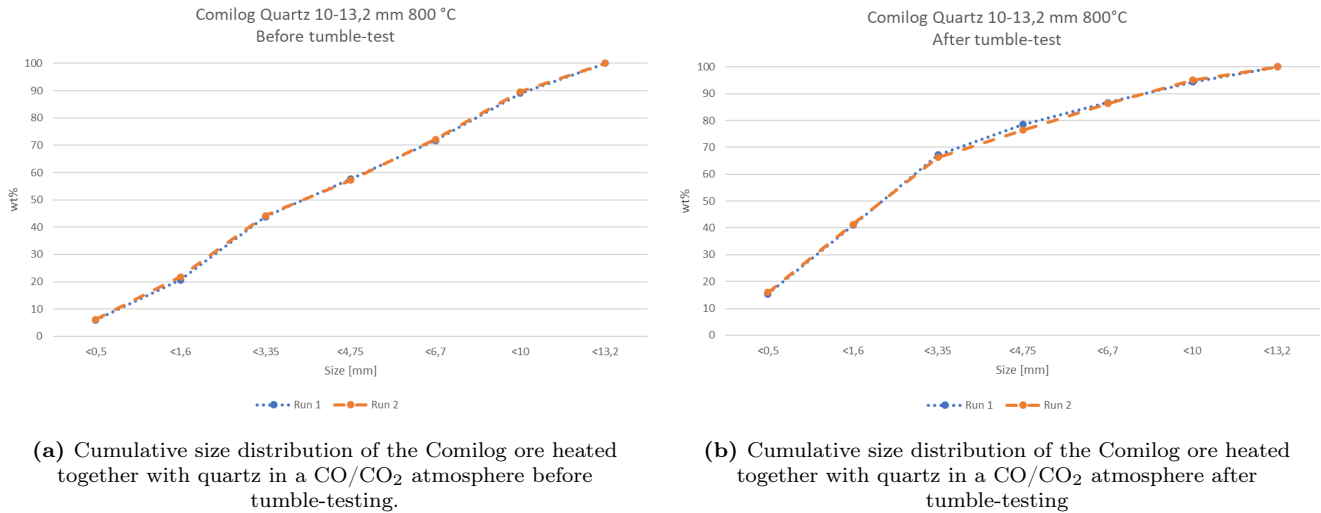 Comilog Quartz 10-13,2 mm 800 °C
Before tumble-test
100
90
80
70
60
50
40
30
20
10
0
wt%
<0,5
<1,6
<3,35
<4,75
<6,7
<10
<13,2
Size [mm]
Run 1
Run 2
(a) Cumulative size distribution of the Comilog ore heated
together with quartz in a CO/CO₂ atmosphere before
tumble-testing.
Comilog Quartz 10-13,2 mm 800°C
After tumble-test
100
90
80
70
60
50
40
30
20
10
0
wt%
<0,5
<1,6
<3,35
<4,75
<6,7
<10
<13,2
Size [mm]
Run 1
Run 2
(b) Cumulative size distribution of the Comilog ore heated
together with quartz in a CO/CO₂ atmosphere after
tumble-testing